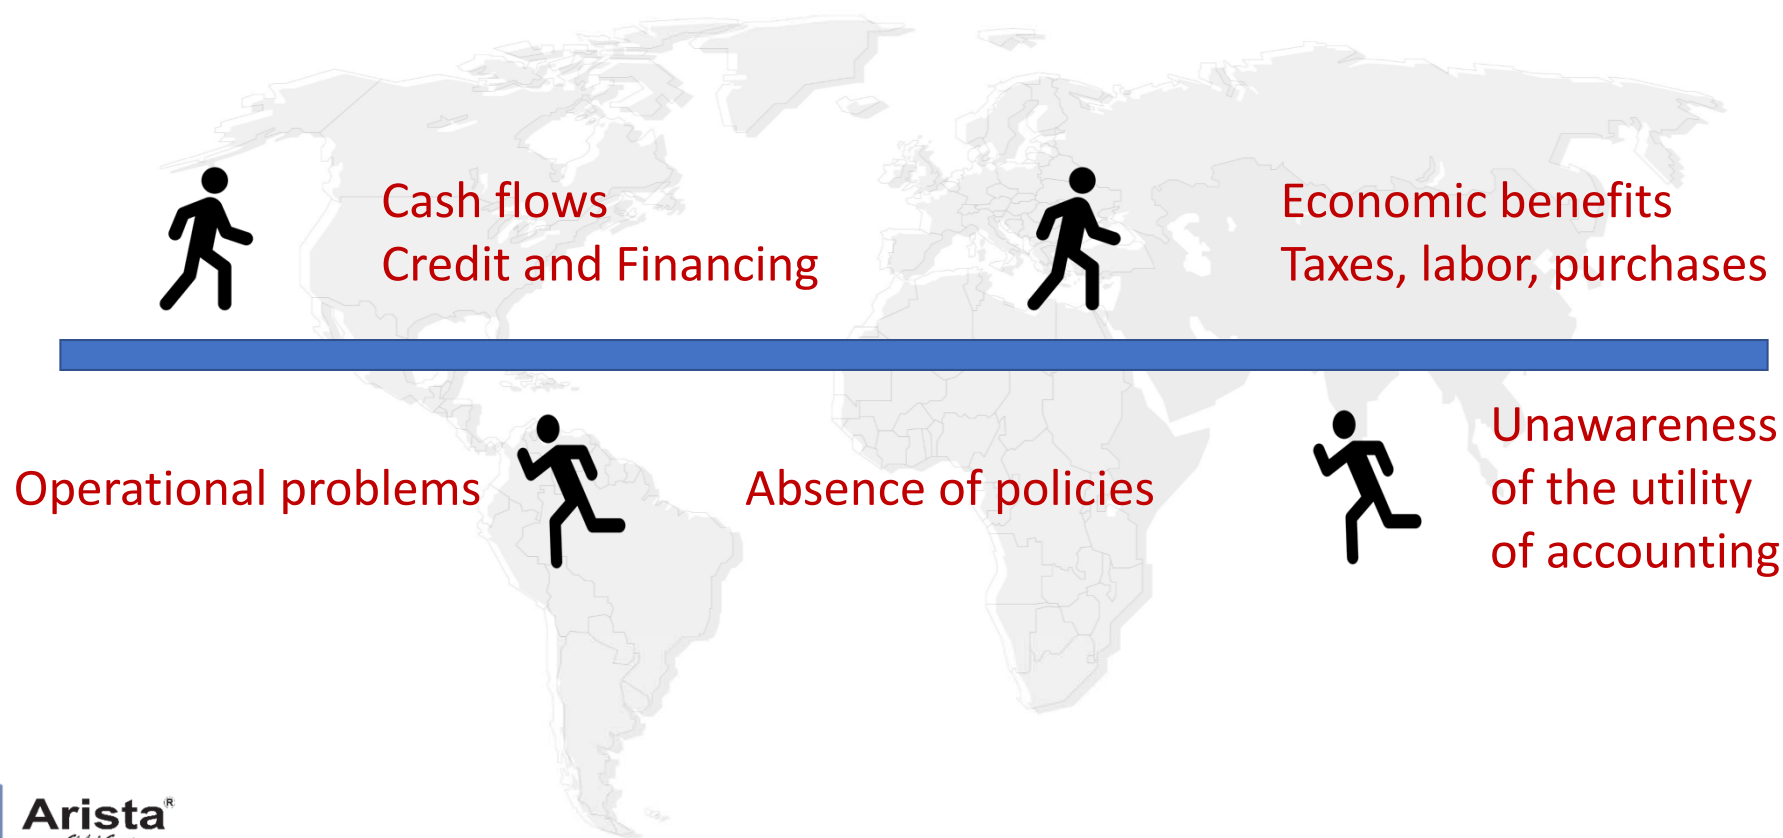 Cash flows
Credit and Financing
Economic benefits
Taxes, labor, purchases
Operational problems
Absence of policies
Unawareness
of the utility
of accounting
Arista®